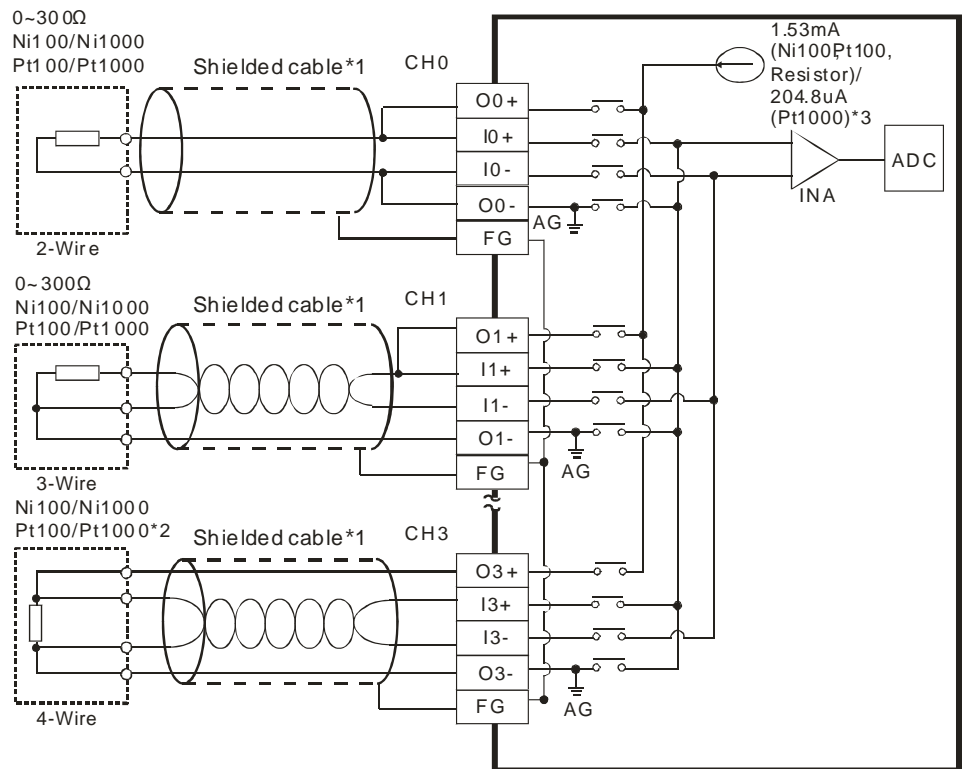 0~300Ω
Ni100/Ni1000
Pt100/Pt1000
Shielded cable*1
CH0
O0+
I0+
I0-
O0-
FG
AG
2-Wire
1.53mA
(Ni100,Pt100,
Resistor)/
204.8uA
(Pt1000)*3
INA
ADC
0~300Ω
Ni100/Ni1000
Pt100/Pt1000
Shielded cable*1
CH1
O1+
I1+
I1-
O1-
FG
AG
3-Wire
Ni100/Ni1000
Pt100/Pt1000*2
Shielded cable*1
CH3
O3+
I3+
I3-
O3-
FG
AG
4-Wire